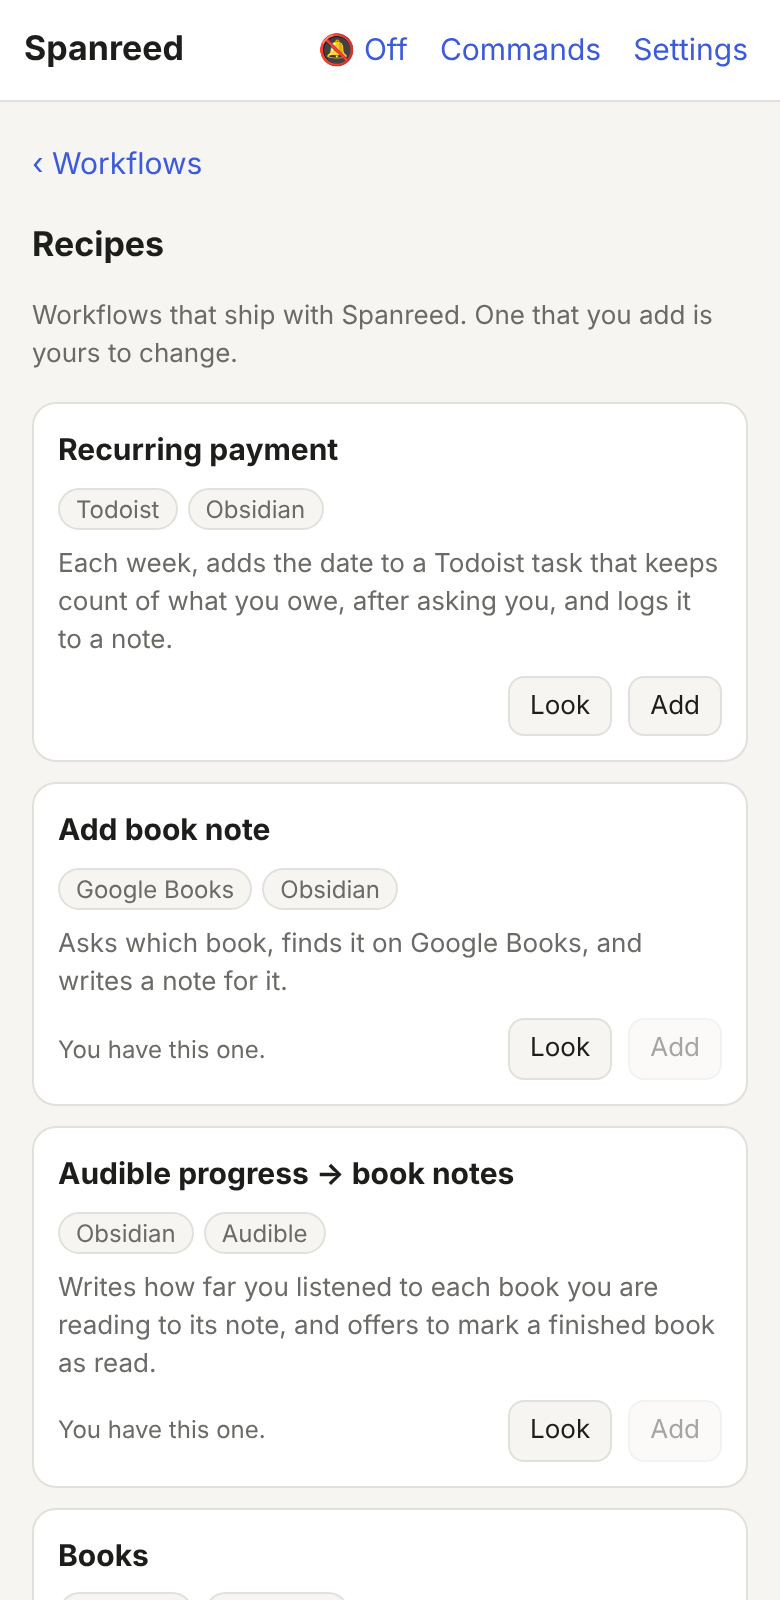 Spanreed
Off Commands Settings
‹ Workflows
Recipes
Workflows that ship with Spanreed. One that you add is
yours to change.
Recurring payment
Todoist Obsidian
Each week, adds the date to a Todoist task that keeps
count of what you owe, after asking you, and logs it
to a note.
Look Add
Add book note
Google Books Obsidian
Asks which book, finds it on Google Books, and
writes a note for it.
You have this one. Look Add
Audible progress → book notes
Obsidian Audible
Writes how far you listened to each book you are
reading to its note, and offers to mark a finished book
as read.
You have this one. Look Add
Books